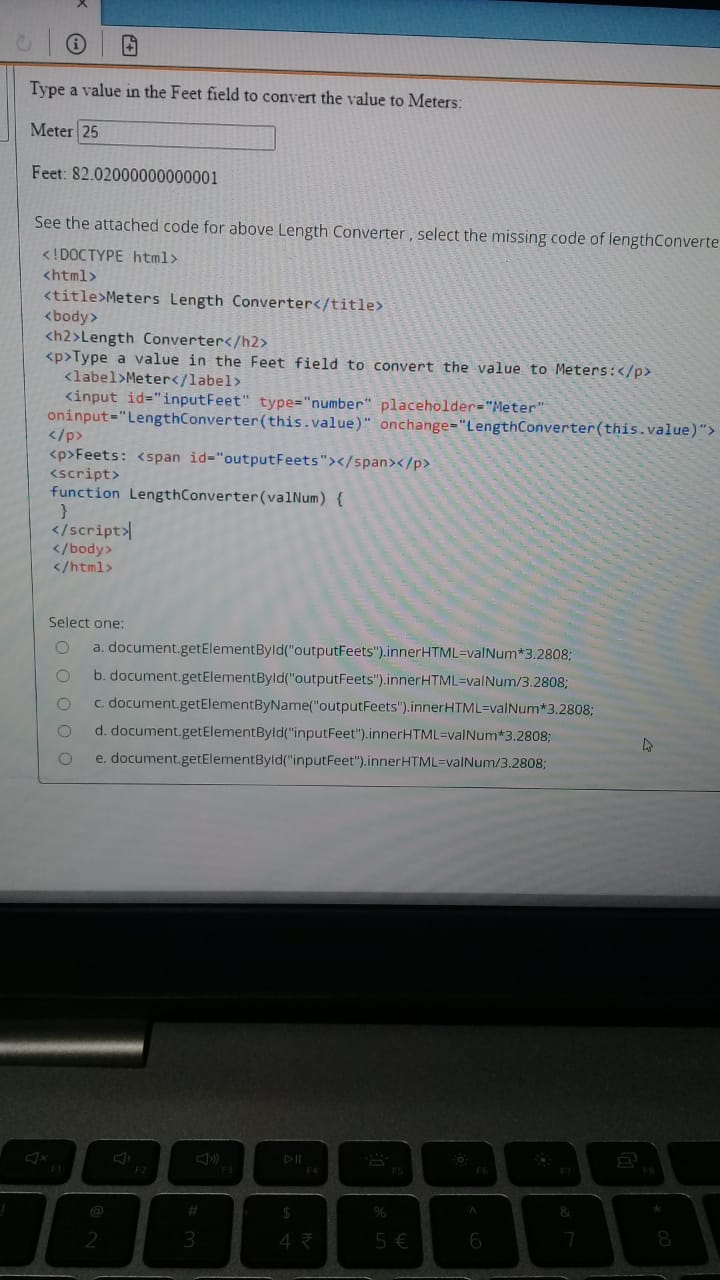 Type a value in the Feet field to convert the value to Meters:
Meter 25
Feet: 82.02000000000001
See the attached code for above Length Converter , select the missing code of lengthConverte
<!DOCTYPE html>
<html>
<title>Meters Length Converter</title>
<body>
<h2>Length Converter</h2>
<p>Type a value in the Feet field to convert the value to Meters:</p>
<label>Meter</label>
<input id="inputFeet" type="number" placeholder="Meter"
oninput="LengthConverter(this.value)" onchange="LengthConverter(this.value)">
</p>
<p>Feets: <span id="outputFeets"></span></p>
<script>
function LengthConverter(valNum) {
}
</script>
</body>
</html>
Select one:
a. document.getElementById("outputFeets").innerHTML=valNum*3.2808;
b. document.getElementById("outputFeets").innerHTML=valNum/3.2808;
c. document.getElementByName("outputFeets").innerHTML=valNum*3.2808;
d. document.getElementById("inputFeet").innerHTML=valNum*3.2808;
e. document.getElementById("inputFeet").innerHTML=valNum/3.2808;
F1 F2 F3 F4 F5 F6 F7 F8
! @ # $ % ^ & *
2 3 4 ₹ 5 € 6 7 8